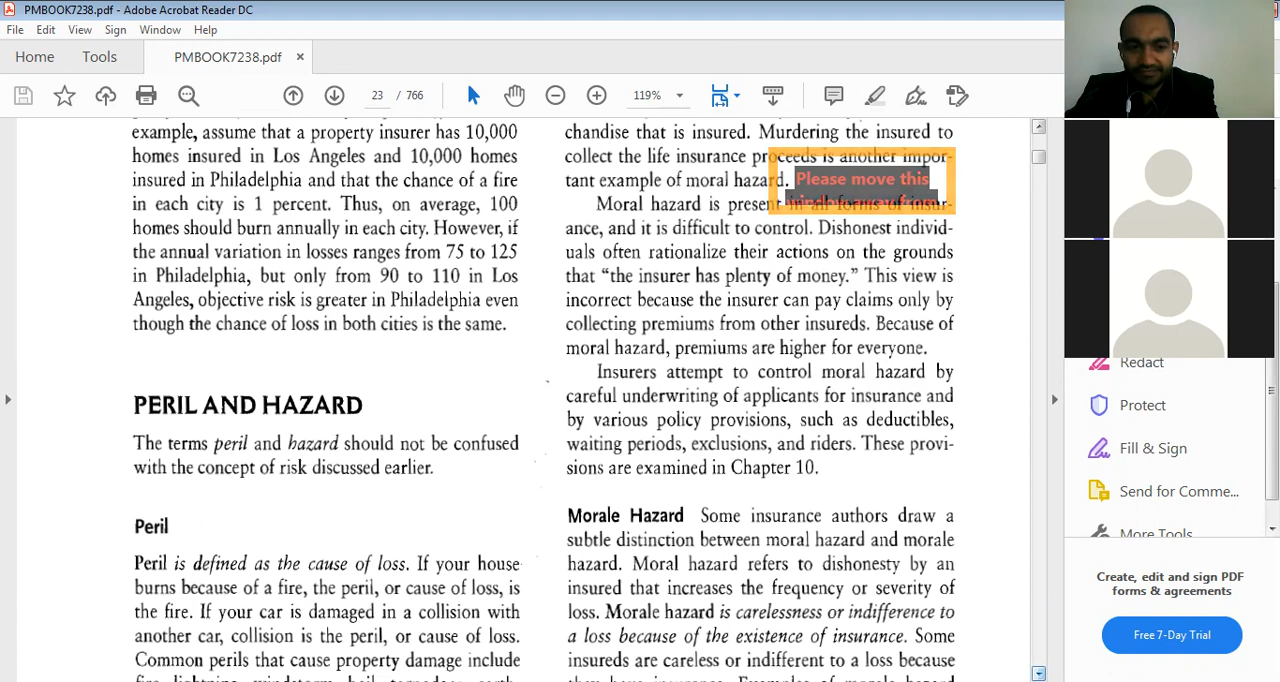 PMBOOK7238.pdf - Adobe Acrobat Reader DC
File Edit View Sign Window Help
Home Tools PMBOOK7238.pdf ×
23 / 766 119%
example, assume that a property insurer has 10,000
homes insured in Los Angeles and 10,000 homes
insured in Philadelphia and that the chance of a fire
in each city is 1 percent. Thus, on average, 100
homes should burn annually in each city. However, if
the annual variation in losses ranges from 75 to 125
in Philadelphia, but only from 90 to 110 in Los
Angeles, objective risk is greater in Philadelphia even
though the chance of loss in both cities is the same.
PERIL AND HAZARD
The terms peril and hazard should not be confused
with the concept of risk discussed earlier.
Peril
Peril is defined as the cause of loss. If your house
burns because of a fire, the peril, or cause of loss, is
the fire. If your car is damaged in a collision with
another car, collision is the peril, or cause of loss.
Common perils that cause property damage include
chandise that is insured. Murdering the insured to
collect the life insurance proceeds is another impor-
tant example of moral hazard. Please move this
Moral hazard is present in all forms of insur-
ance, and it is difficult to control. Dishonest individ-
uals often rationalize their actions on the grounds
that “the insurer has plenty of money.” This view is
incorrect because the insurer can pay claims only by
collecting premiums from other insureds. Because of
moral hazard, premiums are higher for everyone.
Insurers attempt to control moral hazard by
careful underwriting of applicants for insurance and
by various policy provisions, such as deductibles,
waiting periods, exclusions, and riders. These provi-
sions are examined in Chapter 10.
Morale Hazard Some insurance authors draw a
subtle distinction between moral hazard and morale
hazard. Moral hazard refers to dishonesty by an
insured that increases the frequency or severity of
loss. Morale hazard is carelessness or indifference to
a loss because of the existence of insurance. Some
insureds are careless or indifferent to a loss because
Redact
Protect
Fill & Sign
Send for Comme...
More Tools
Create, edit and sign PDF
forms & agreements
Free 7-Day Trial